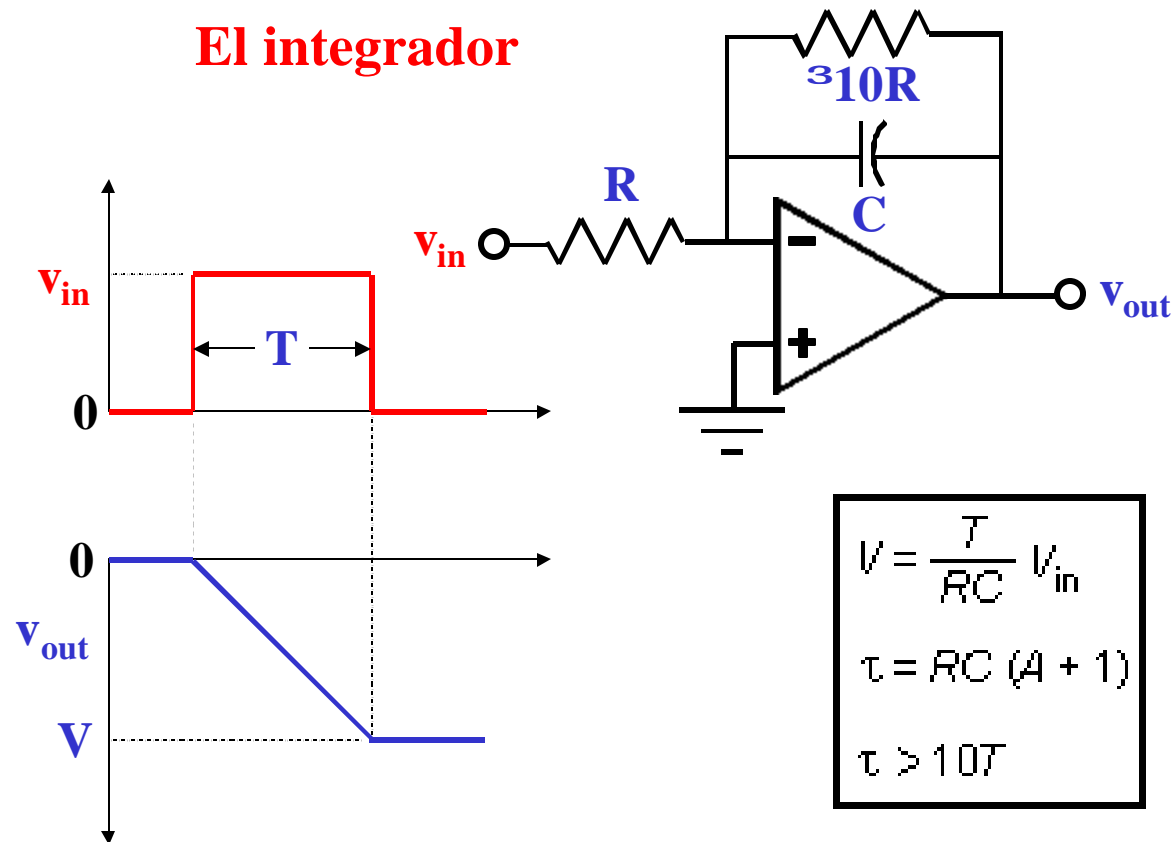 El integrador
³10R
R
C
v_in
-
+
v_out
v_in
T
0
0
v_out
V
V = T/RC V_in
τ = RC (A + 1)
τ > 10T